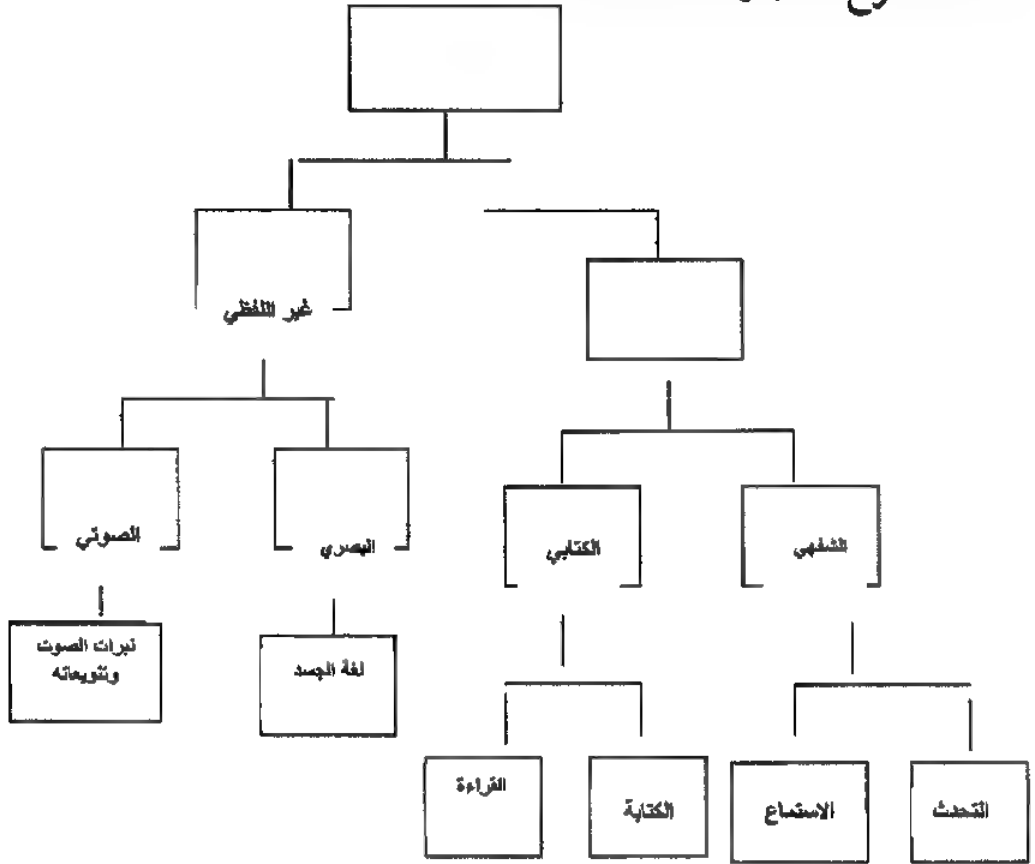 غير اللفظي
الشفهي
الكتابي
البصري
الصوتي
نبرات الصوت
وتنويعاته
لغة الجسد
القراءة
الكتابة
الاستماع
التحدث